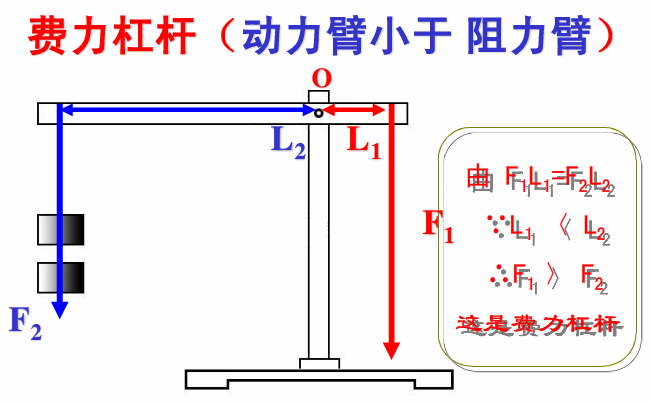 费力杠杆（动力臂小于 阻力臂）
O
L2 L1
F1
F2
由 F1L1=F2L2
∵L1 〈 L2
∴F1 〉 F2
这是费力杠杆